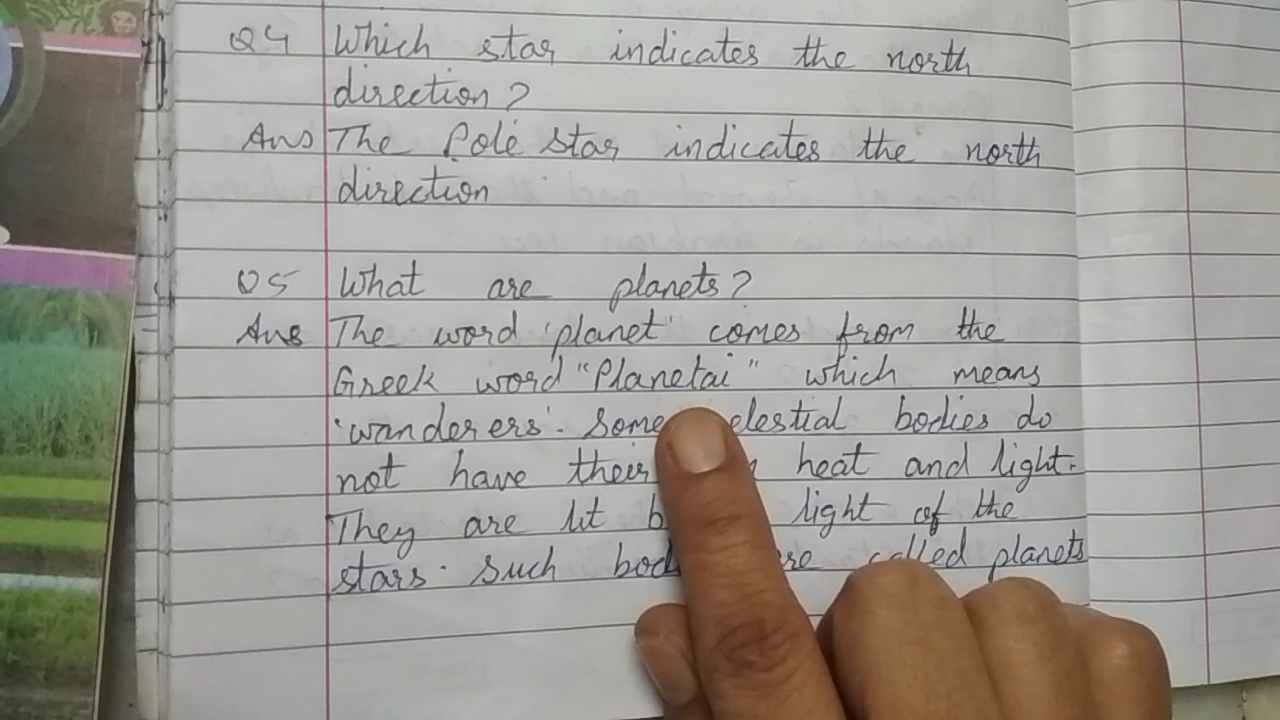 Q4 Which star indicates the north
direction?
Ans The Pole Star indicates the north
direction
Q5 What are planets?
Ans The word 'planet' comes from the
Greek word "Planetai" which means
'wanderers'. Some elestial bodies do
not have their heat and light.
They are lit light of the
stars. Such called planets